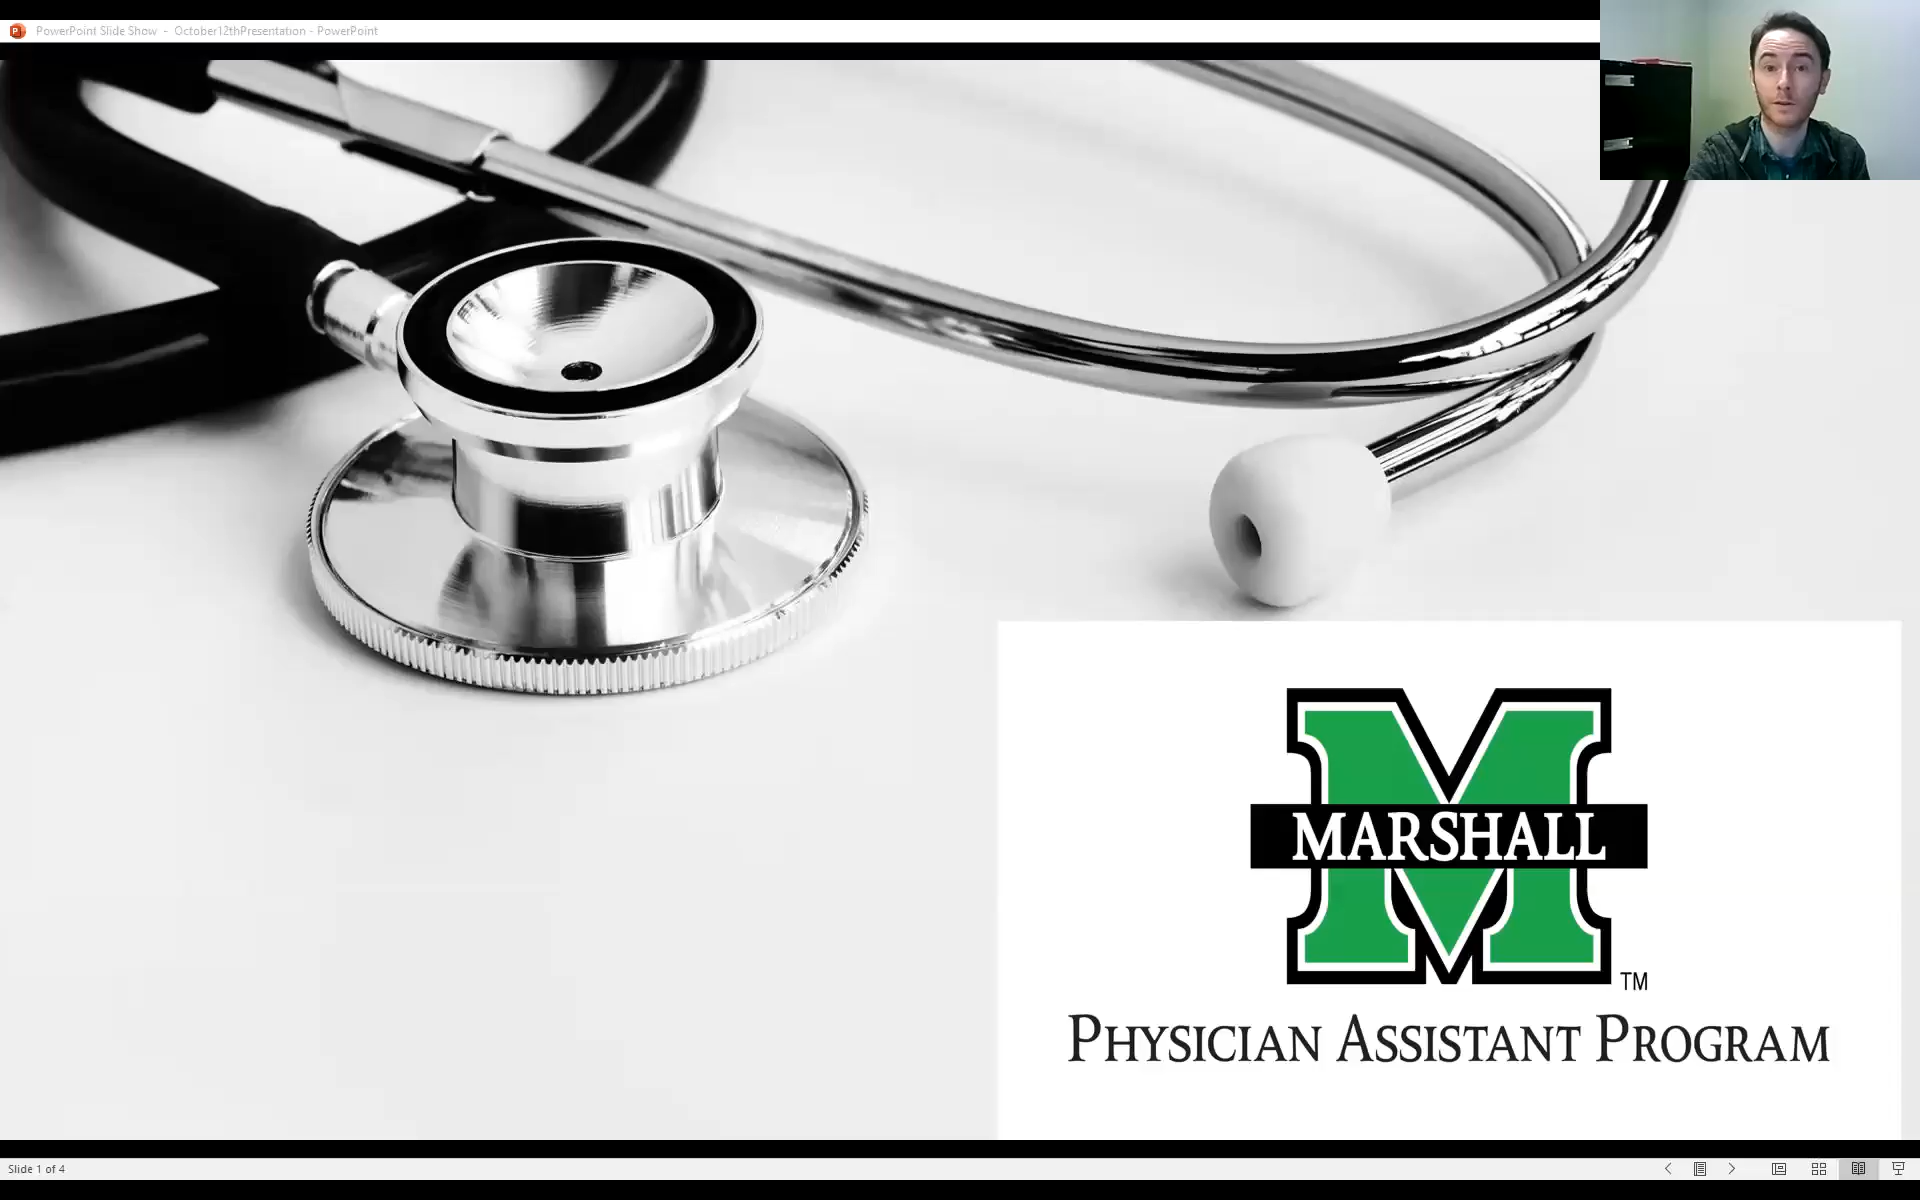 PowerPoint Slide Show - October12thPresentation - PowerPoint
MARSHALL
TM
PHYSICIAN ASSISTANT PROGRAM
Slide 1 of 4